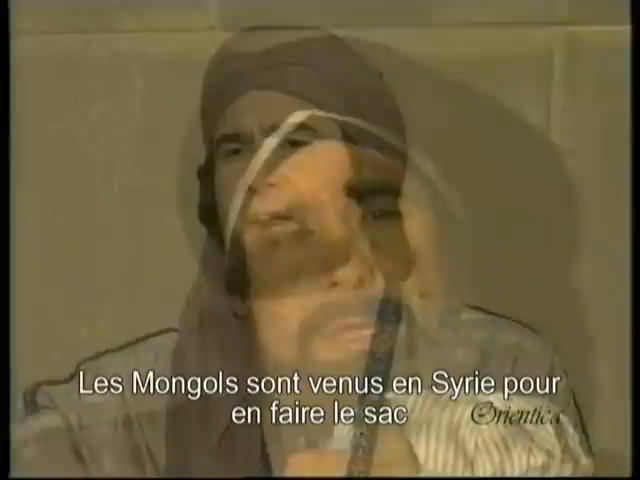 Les Mongols sont venus en Syrie pour
en faire le sac
Orientica